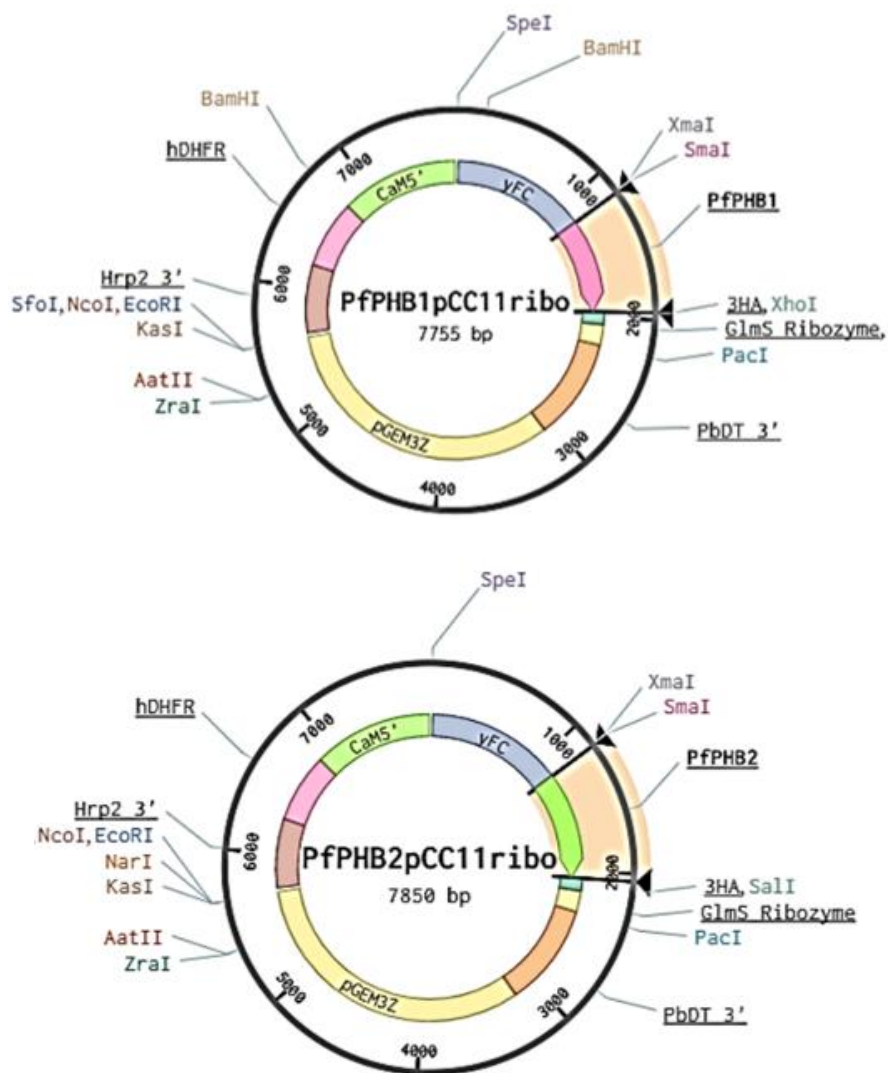 SpeI
BamHI
BamHI
hDHFR
XmaI
SmaI
7000
CaM5'
yFC
1000
PfPHB1
Hrp2 3'
6000
SfoI,NcoI,EcoRI
KasI
PfPHB1pCC11ribo
7755 bp
3HA,XhoI
2000
GlmS Ribozyme,
PacI
AatII
ZraI
5000
pGEM3Z
4000
3000
PbDT 3'
SpeI
XmaI
SmaI
hDHFR
7000
CaM5'
yFC
1000
PfPHB2
Hrp2 3'
6000
NcoI,EcoRI
NarI
KasI
PfPHB2pCC11ribo
7850 bp
2000
3HA,SalI
GlmS Ribozyme
PacI
AatII
ZraI
5000
pGEM3Z
4000
3000
PbDT 3'